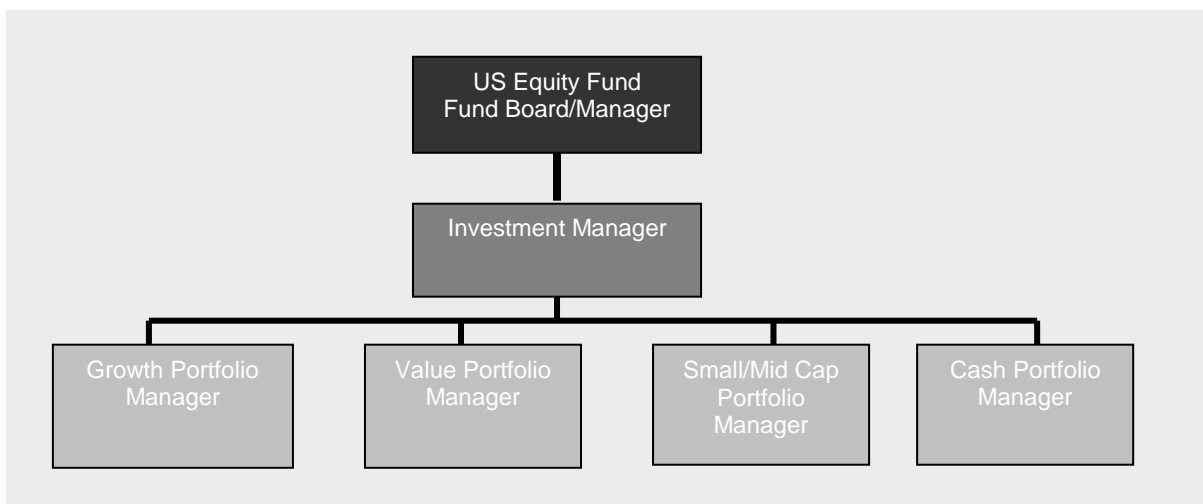 US Equity Fund
Fund Board/Manager
Investment Manager
Growth Portfolio
Manager
Value Portfolio
Manager
Small/Mid Cap
Portfolio
Manager
Cash Portfolio
Manager